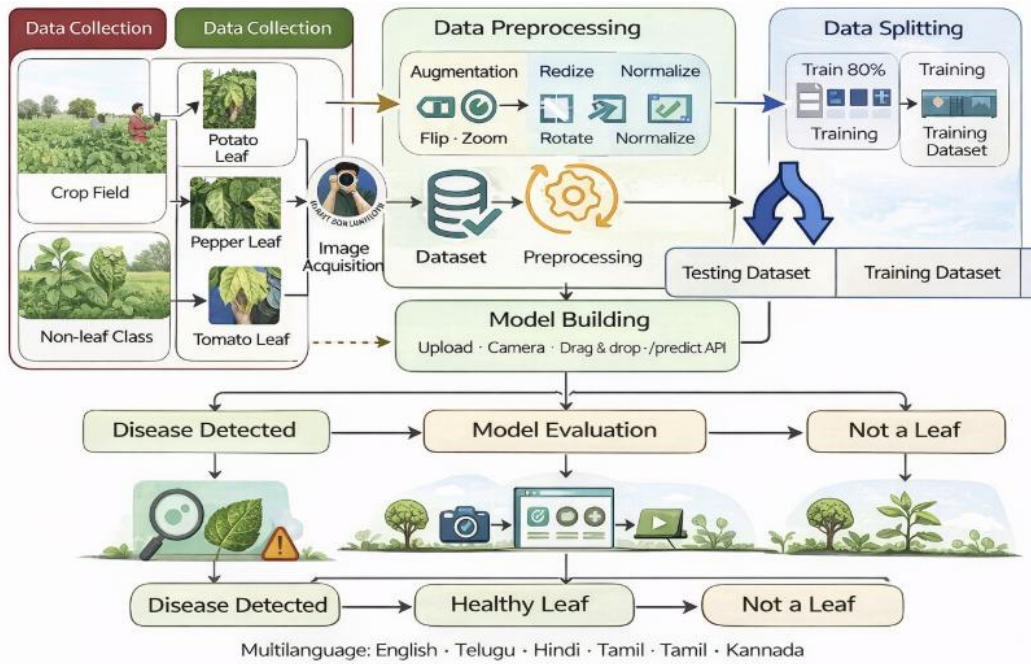 Data Collection
Data Collection
Crop Field
Non-leaf Class
Potato
Leaf
Pepper Leaf
Tomato Leaf
Image
Acquisition
Data Preprocessing
Augmentation
Redize
Normalize
Flip · Zoom
Rotate
Normalize
Dataset
Preprocessing
Data Splitting
Train 80%
Training
Training
Training
Dataset
Testing Dataset
Training Dataset
Model Building
Upload · Camera · Drag & drop -/predict API
Disease Detected
Model Evaluation
Not a Leaf
Disease Detected
Healthy Leaf
Not a Leaf
Multilanguage: English · Telugu · Hindi · Tamil · Tamil · Kannada